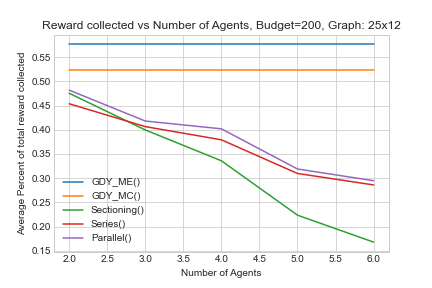 Reward collected vs Number of Agents, Budget=200, Graph: 25x12
Average Percent of total reward collected
0.55
0.50
0.45
0.40
0.35
0.30
0.25
0.20
0.15
GDY_ME()
GDY_MC()
Sectioning()
Series()
Parallel()
2.0 2.5 3.0 3.5 4.0 4.5 5.0 5.5 6.0
Number of Agents